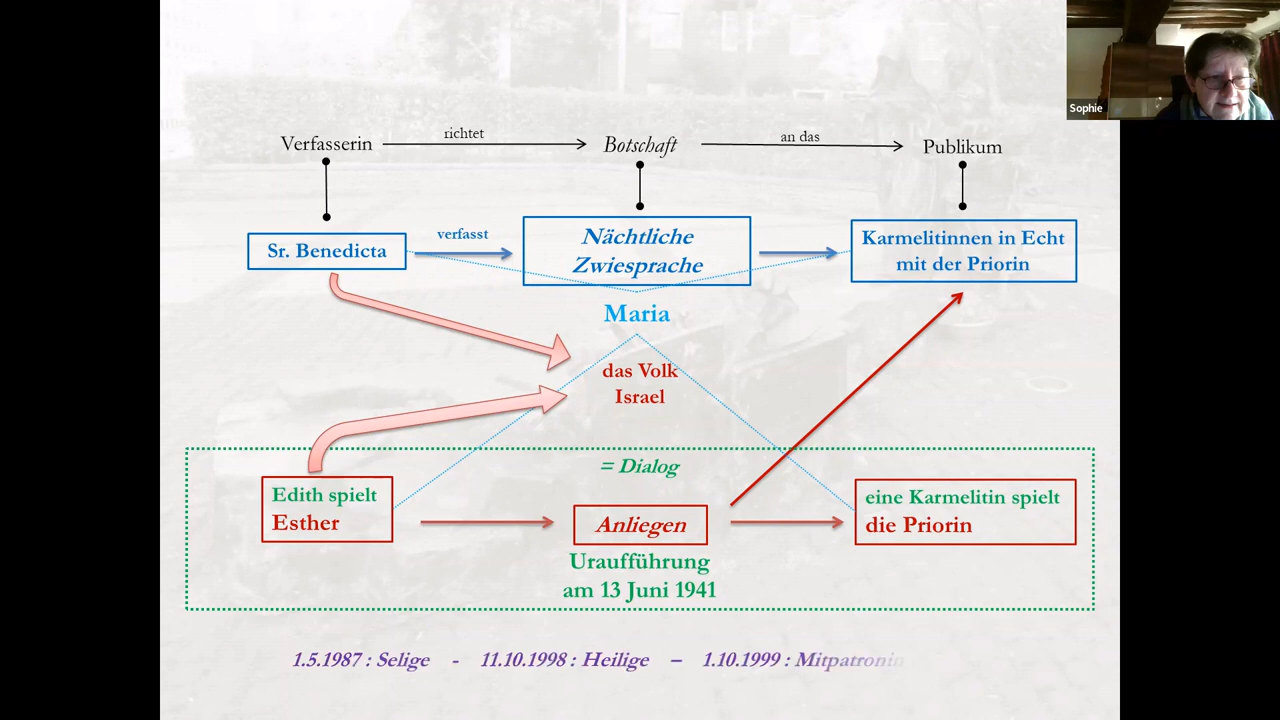 Sophie
Verfasserin
richtet
Botschaft
an das
Publikum
Sr. Benedicta
verfasst
Nächtliche
Zwiesprache
Karmelitinnen in Echt
mit der Priorin
Maria
das Volk
Israel
= Dialog
Edith spielt
Esther
Anliegen
eine Karmelitin spielt
die Priorin
Uraufführung
am 13 Juni 1941
1.5.1987 : Selige - 11.10.1998 : Heilige – 1.10.1999 : Mitpatronin